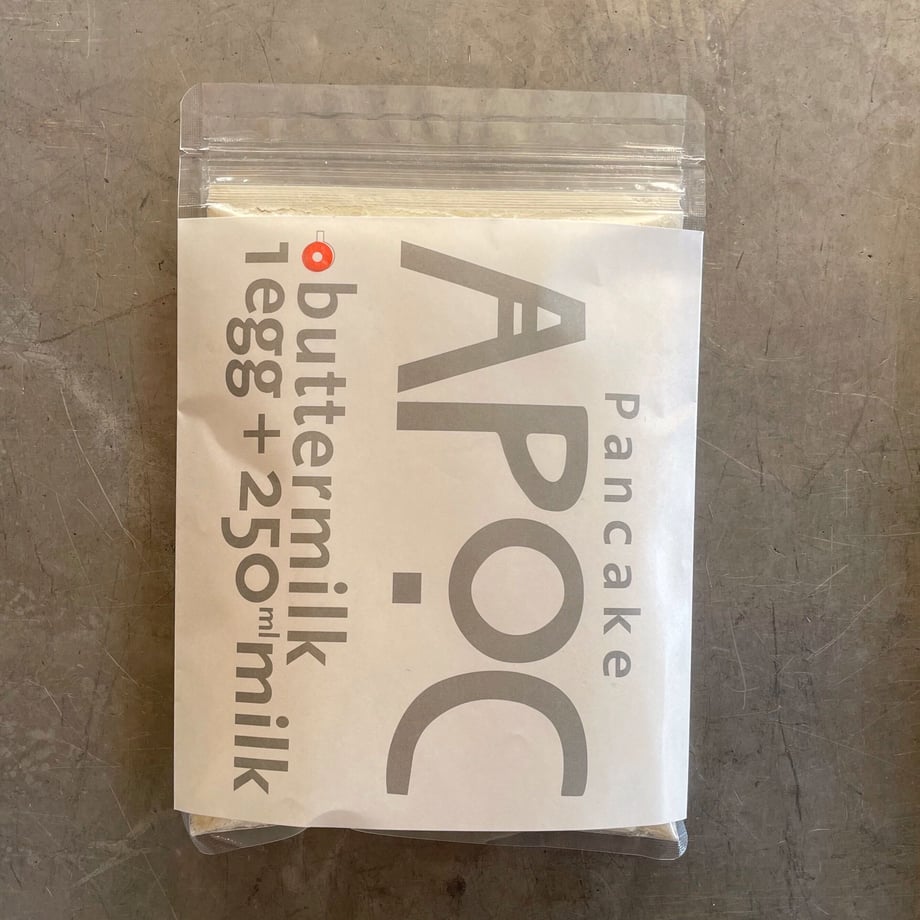 Pancake
APOC
buttermilk
1egg + 250ml milk